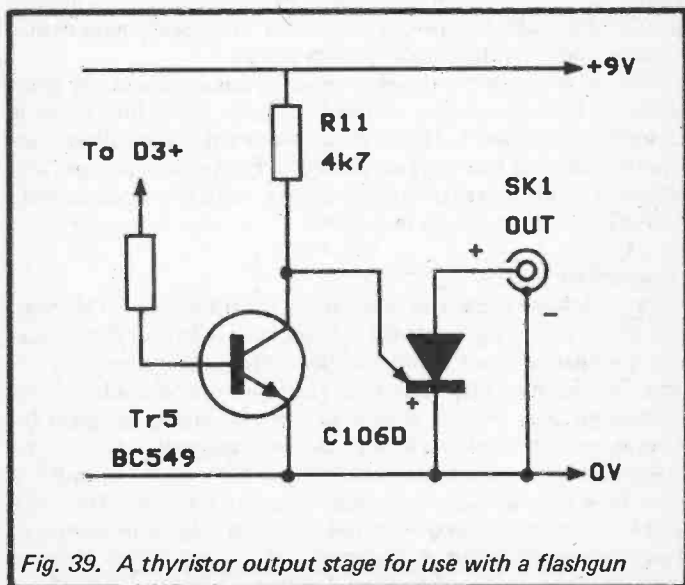 +9V
R11
4k7
To D3+
SK1
OUT
+
−
+
Tr5
BC549
C106D
0V
Fig. 39. A thyristor output stage for use with a flashgun